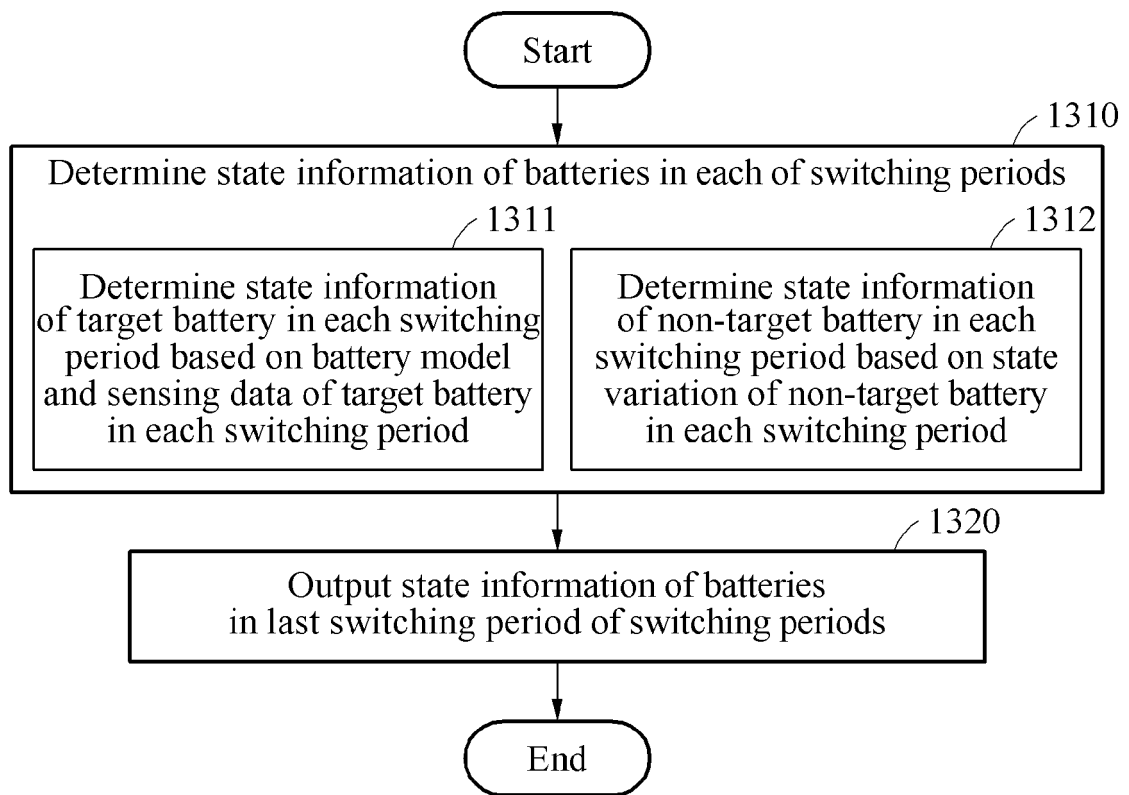 Start
1310
Determine state information of batteries in each of switching periods
1311
Determine state information
of target battery in each switching
period based on battery model
and sensing data of target battery
in each switching period
1312
Determine state information
of non-target battery in each
switching period based on state
variation of non-target battery
in each switching period
1320
Output state information of batteries
in last switching period of switching periods
End